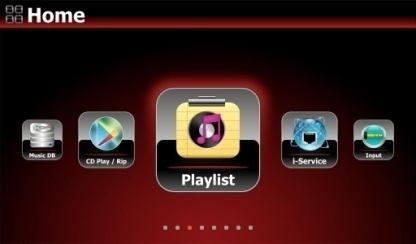 Home
Music DB
CD Play / Rip
Playlist
i-Service
Input